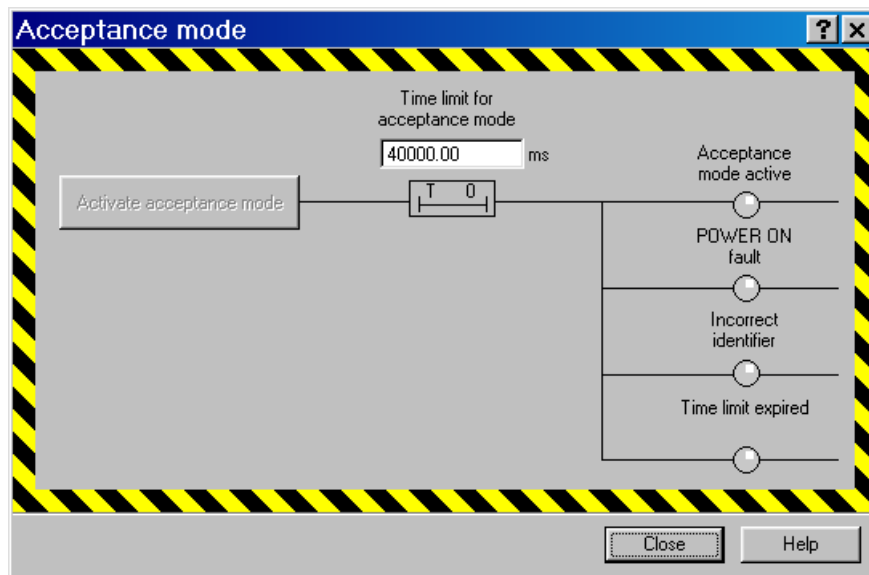 Acceptance mode
Time limit for
acceptance mode
40000.00 ms
Activate acceptance mode
T 0
Acceptance
mode active
POWER ON
fault
Incorrect
identifier
Time limit expired
Close
Help